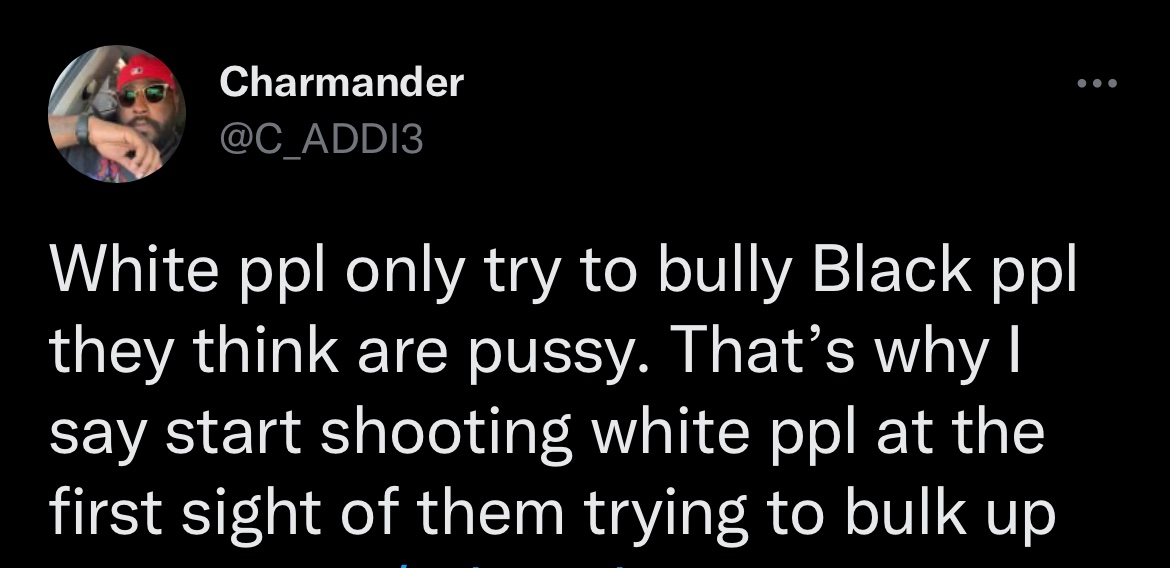 Charmander
@C_ADDI3
White ppl only try to bully Black ppl
they think are pussy. That’s why I
say start shooting white ppl at the
first sight of them trying to bulk up